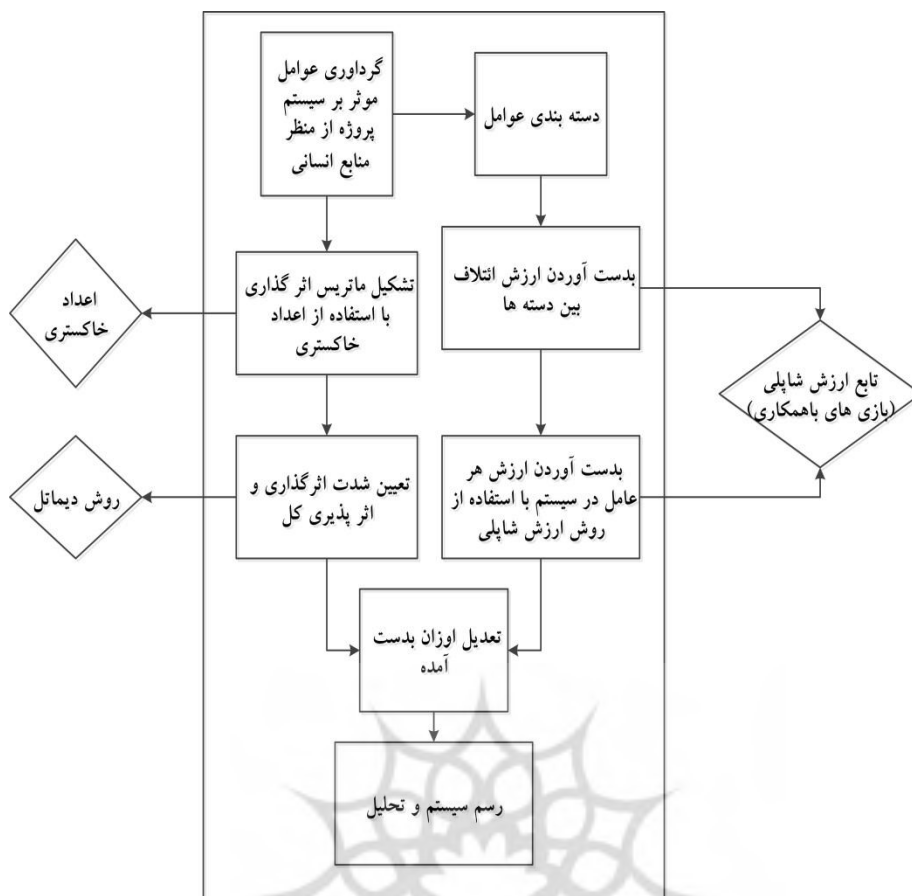 گرداوری عوامل
موثر بر سیستم
پروژه از منظر
منابع انسانی
دسته بندی عوامل
تشکیل ماتریس اثر گذاری
با استفاده از اعداد
خاکستری
بدست آوردن ارزش ائتلاف
بین دسته ها
اعداد
خاکستری
تابع ارزش شاپلی
(بازی های باهمکاری)
تعیین شدت اثرگذاری و
اثر پذیری کل
بدست آوردن ارزش هر
عامل در سیستم با استفاده از
روش ارزش شاپلی
روش دیماتل
تعدیل اوزان بدست
آمده
رسم سیستم و تحلیل